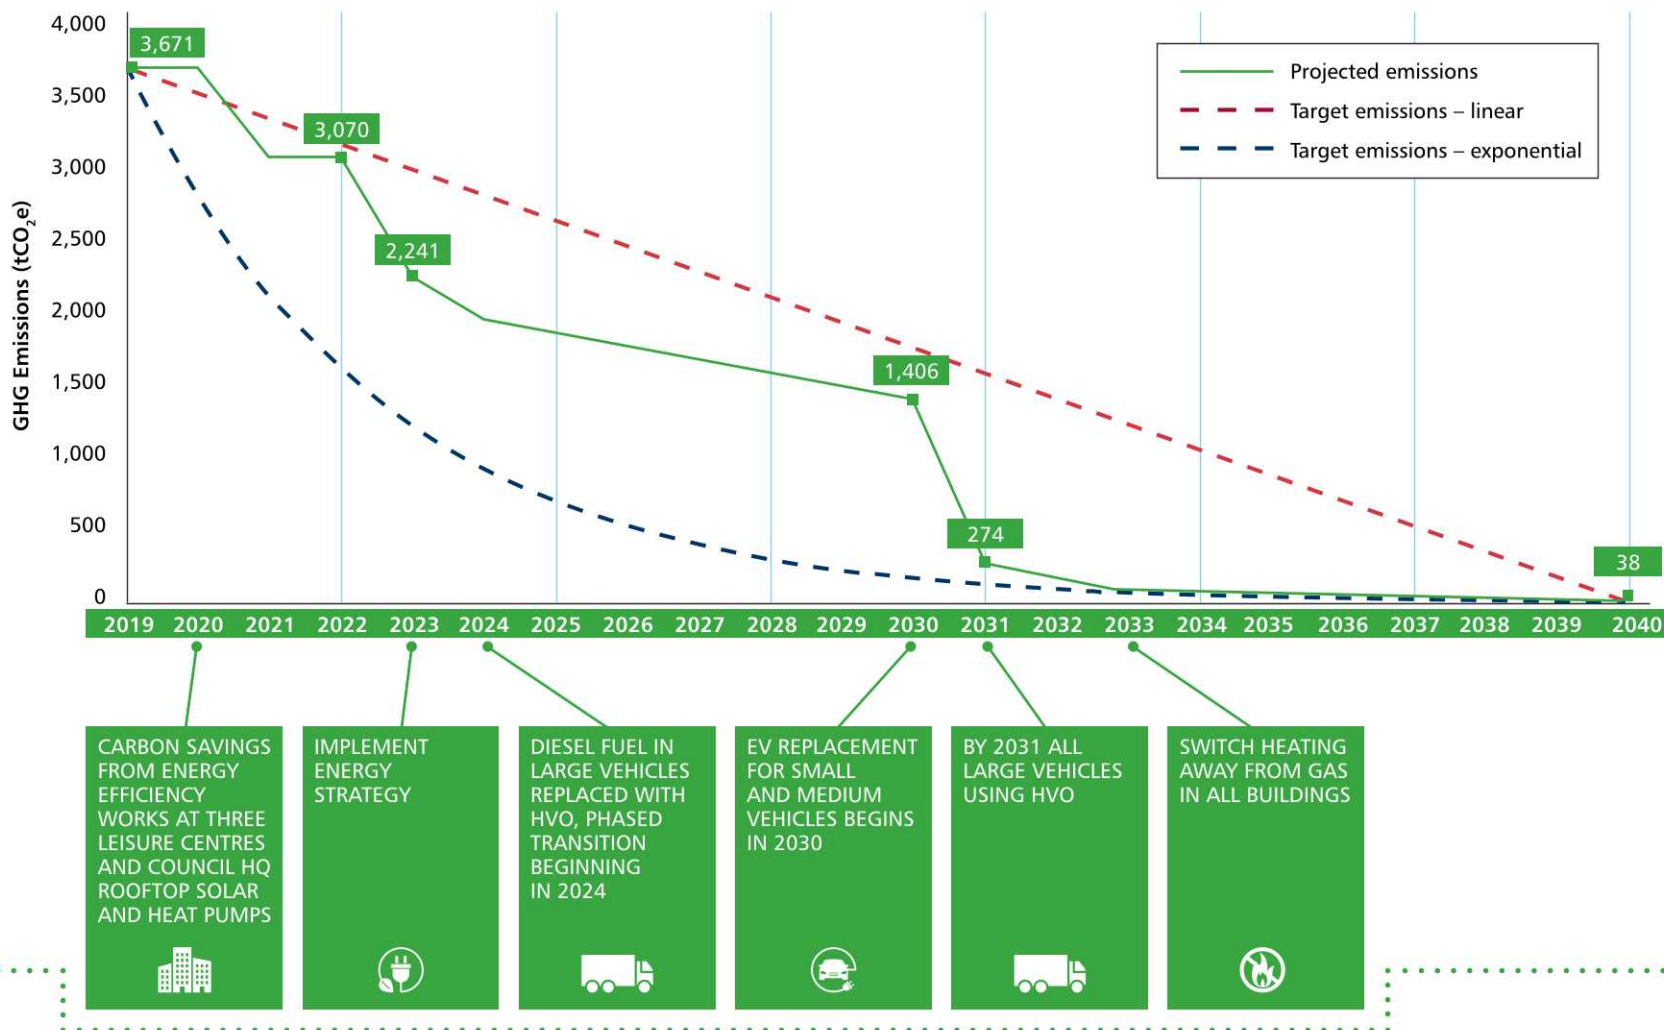 4,000
3,500
3,000
2,500
2,000
1,500
1,000
500
0
GHG Emissions (tCO₂e)
3,671
3,070
2,241
1,406
274
38
Projected emissions
Target emissions – linear
Target emissions – exponential
2019 2020 2021 2022 2023 2024 2025 2026 2027 2028 2029 2030 2031 2032 2033 2034 2035 2036 2037 2038 2039 2040
CARBON SAVINGS
FROM ENERGY
EFFICIENCY
WORKS AT THREE
LEISURE CENTRES
AND COUNCIL HQ
ROOFTOP SOLAR
AND HEAT PUMPS
IMPLEMENT
ENERGY
STRATEGY
DIESEL FUEL IN
LARGE VEHICLES
REPLACED WITH
HVO, PHASED
TRANSITION
BEGINNING
IN 2024
EV REPLACEMENT
FOR SMALL
AND MEDIUM
VEHICLES BEGINS
IN 2030
BY 2031 ALL
LARGE VEHICLES
USING HVO
SWITCH HEATING
AWAY FROM GAS
IN ALL BUILDINGS